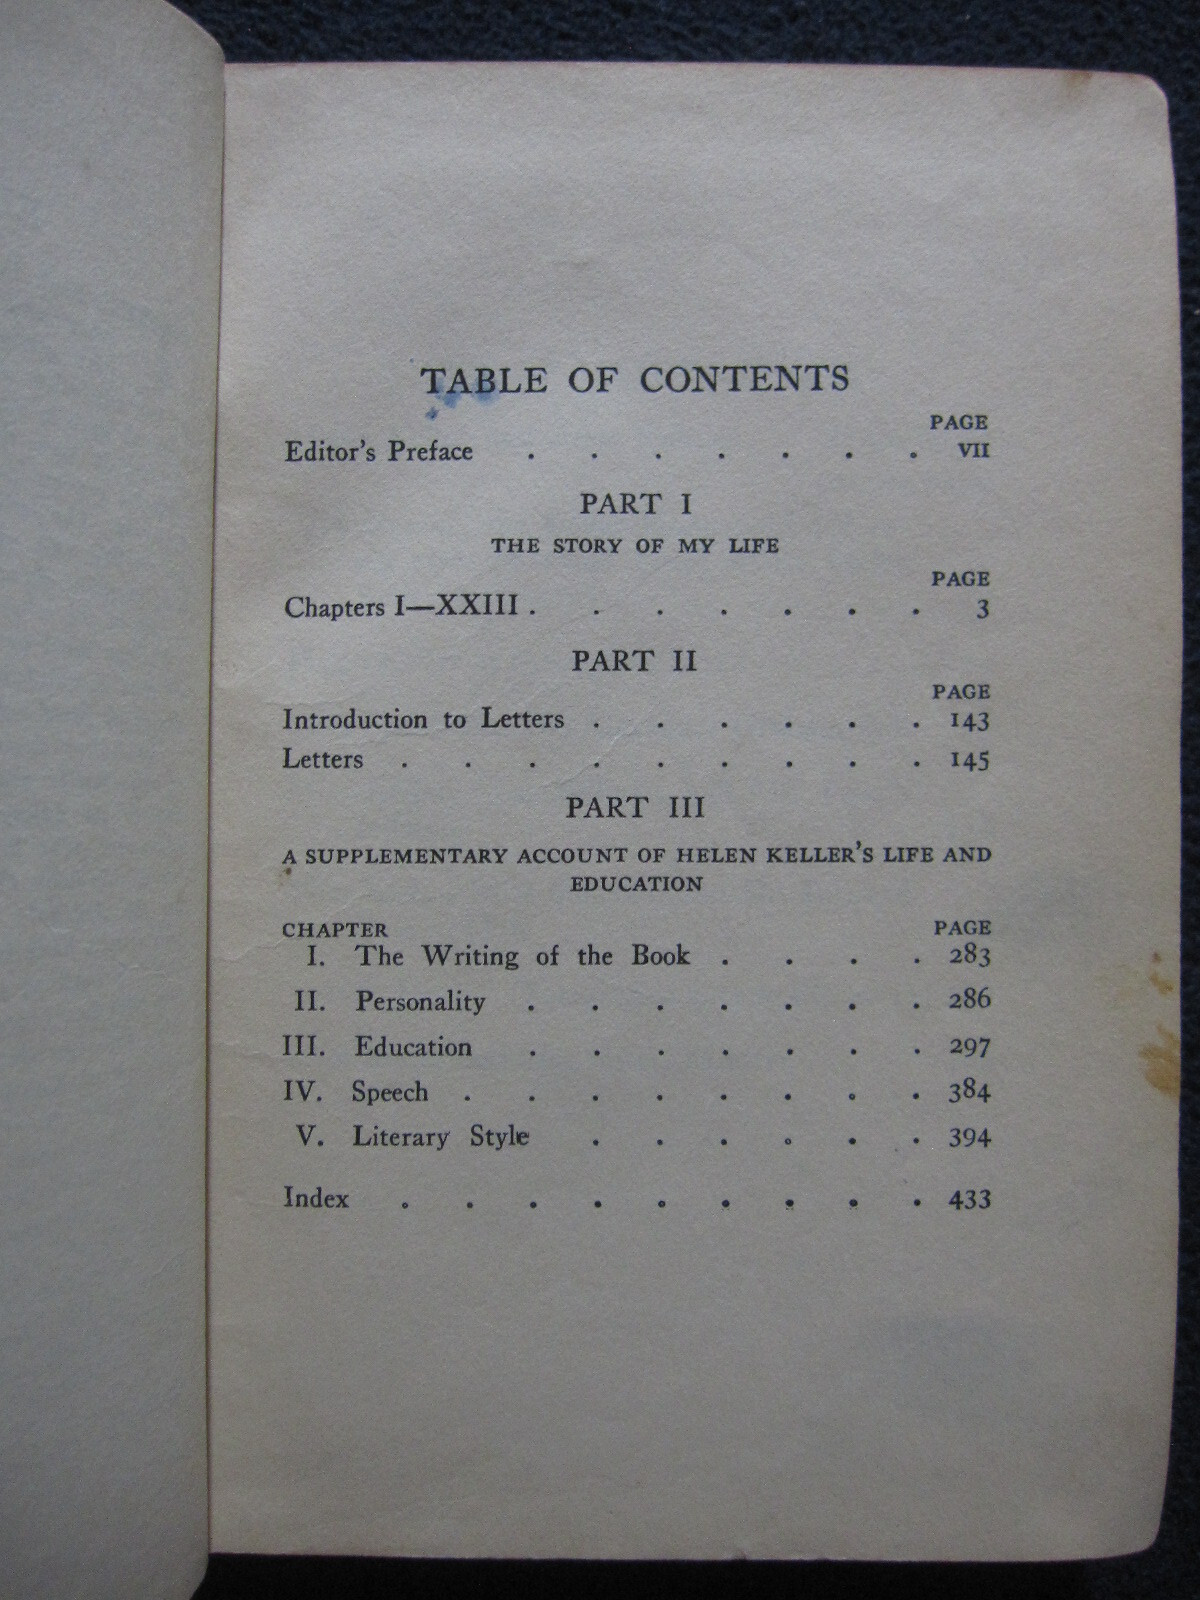 TABLE OF CONTENTS
PAGE
Editor's Preface . . . . . . . VII
PART I
THE STORY OF MY LIFE
PAGE
Chapters I—XXIII . . . . . . . 3
PART II
PAGE
Introduction to Letters . . . . . . 143
Letters . . . . . . . . . 145
PART III
A SUPPLEMENTARY ACCOUNT OF HELEN KELLER'S LIFE AND
EDUCATION
CHAPTER PAGE
I. The Writing of the Book . . . . 283
II. Personality . . . . . . . 286
III. Education . . . . . . . 297
IV. Speech . . . . . . . . 384
V. Literary Style . . . . . . 394
Index . . . . . . . . . 433